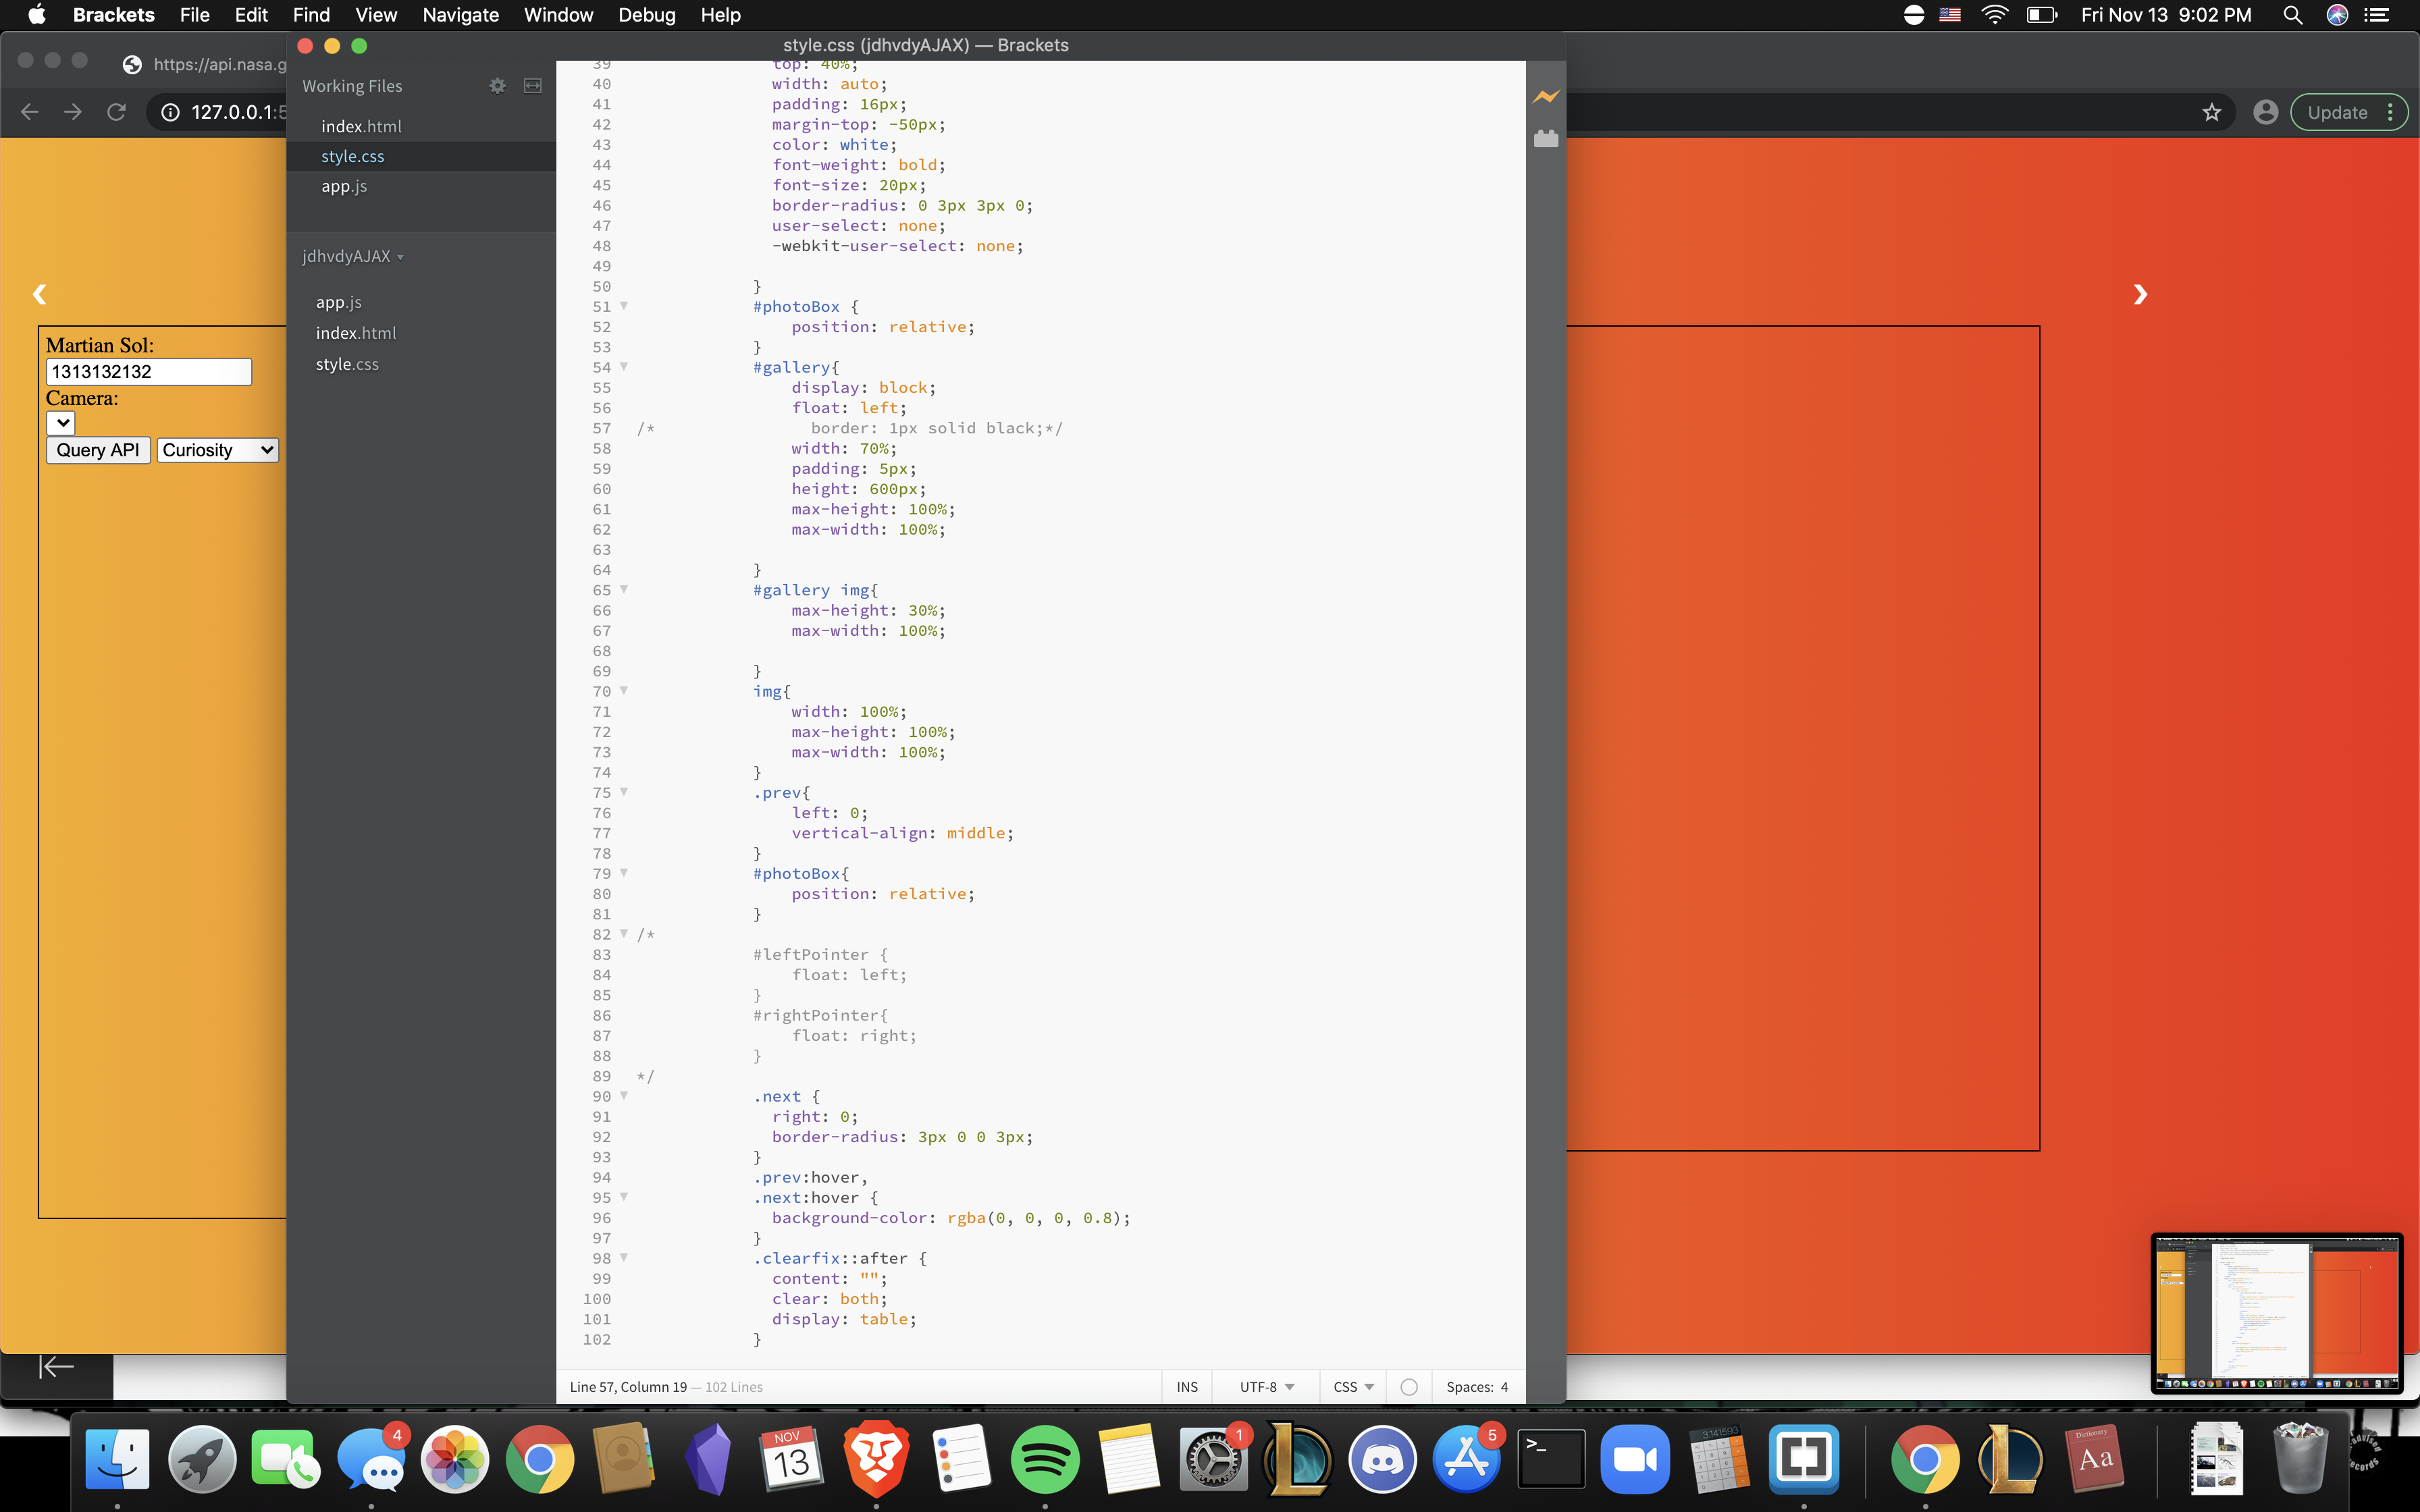 Brackets File Edit Find View Navigate Window Debug Help Fri Nov 13 9:02 PM
style.css (jdhvdyAJAX) — Brackets
https://api.nasa.g
127.0.0.1:5
Update
Working Files
index.html
style.css
app.js
jdhvdyAJAX
app.js
index.html
style.css
‹
›
Martian Sol:
1313132132
Camera:
Query API Curiosity
39 top: 40%;
40 width: auto;
41 padding: 16px;
42 margin-top: -50px;
43 color: white;
44 font-weight: bold;
45 font-size: 20px;
46 border-radius: 0 3px 3px 0;
47 user-select: none;
48 -webkit-user-select: none;
49
50 }
51 #photoBox {
52 position: relative;
53 }
54 #gallery{
55 display: block;
56 float: left;
57 /* border: 1px solid black;*/
58 width: 70%;
59 padding: 5px;
60 height: 600px;
61 max-height: 100%;
62 max-width: 100%;
63
64 }
65 #gallery img{
66 max-height: 30%;
67 max-width: 100%;
68
69 }
70 img{
71 width: 100%;
72 max-height: 100%;
73 max-width: 100%;
74 }
75 .prev{
76 left: 0;
77 vertical-align: middle;
78 }
79 #photoBox{
80 position: relative;
81 }
82 /*
83 #leftPointer {
84 float: left;
85 }
86 #rightPointer{
87 float: right;
88 }
89 */
90 .next {
91 right: 0;
92 border-radius: 3px 0 0 3px;
93 }
94 .prev:hover,
95 .next:hover {
96 background-color: rgba(0, 0, 0, 0.8);
97 }
98 .clearfix::after {
99 content: "";
100 clear: both;
101 display: table;
102 }
Line 57, Column 19 — 102 Lines INS UTF-8 CSS Spaces: 4
4
NOV
13
1
5
>_
3.141593
Dictionary
Aa